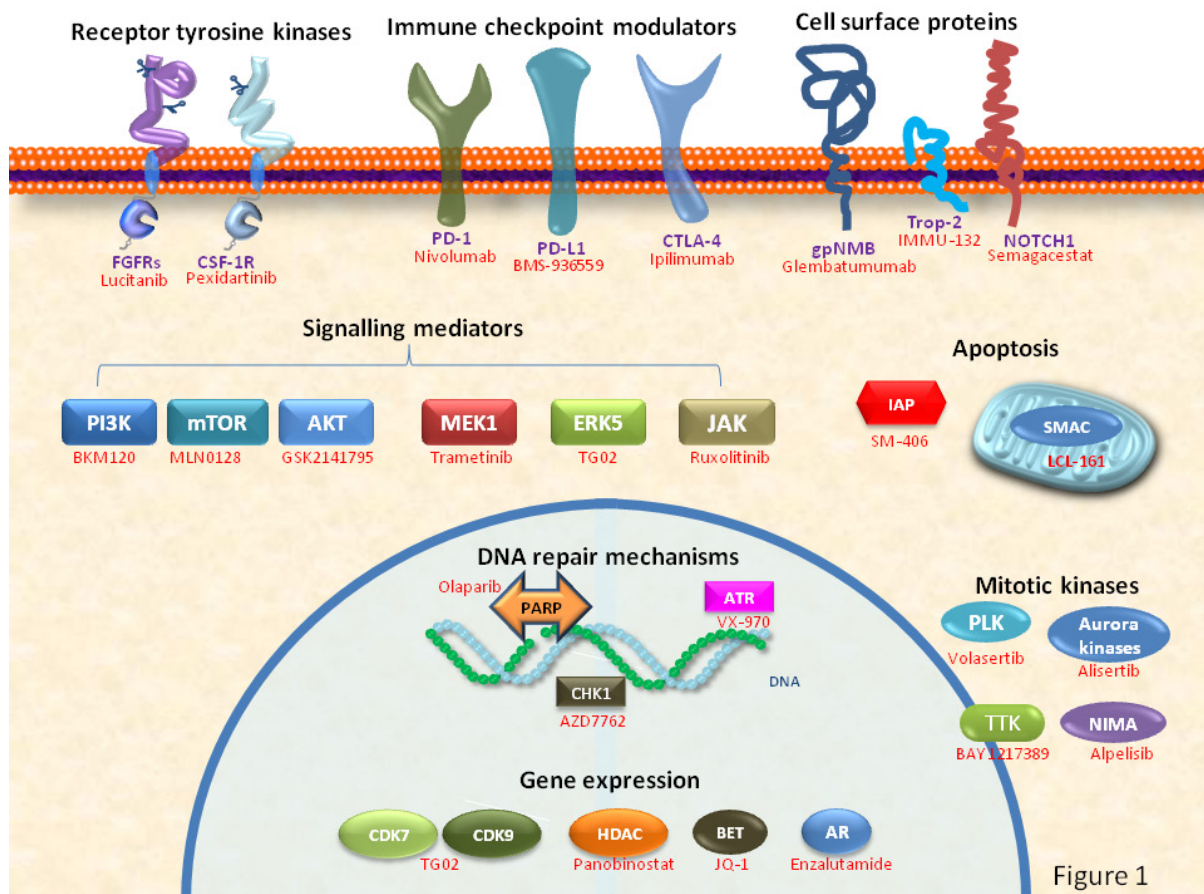 Receptor tyrosine kinases
Immune checkpoint modulators
Cell surface proteins
FGFRs
Lucitanib
CSF-1R
Pexidartinib
PD-1
Nivolumab
PD-L1
BMS-936559
CTLA-4
Ipilimumab
gpNMB
Glembatumumab
Trop-2
IMMU-132
NOTCH1
Semagacestat
Signalling mediators
PI3K
BKM120
mTOR
MLN0128
AKT
GSK2141795
MEK1
Trametinib
ERK5
TG02
JAK
Ruxolitinib
Apoptosis
IAP
SM-406
SMAC
LCL-161
DNA repair mechanisms
Olaparib
PARP
ATR
VX-970
CHK1
AZD7762
DNA
Mitotic kinases
PLK
Volasertib
Aurora
kinases
Alisertib
TTK
BAY1217389
NIMA
Alpelisib
Gene expression
CDK7
CDK9
TG02
HDAC
Panobinostat
BET
JQ-1
AR
Enzalutamide
Figure 1